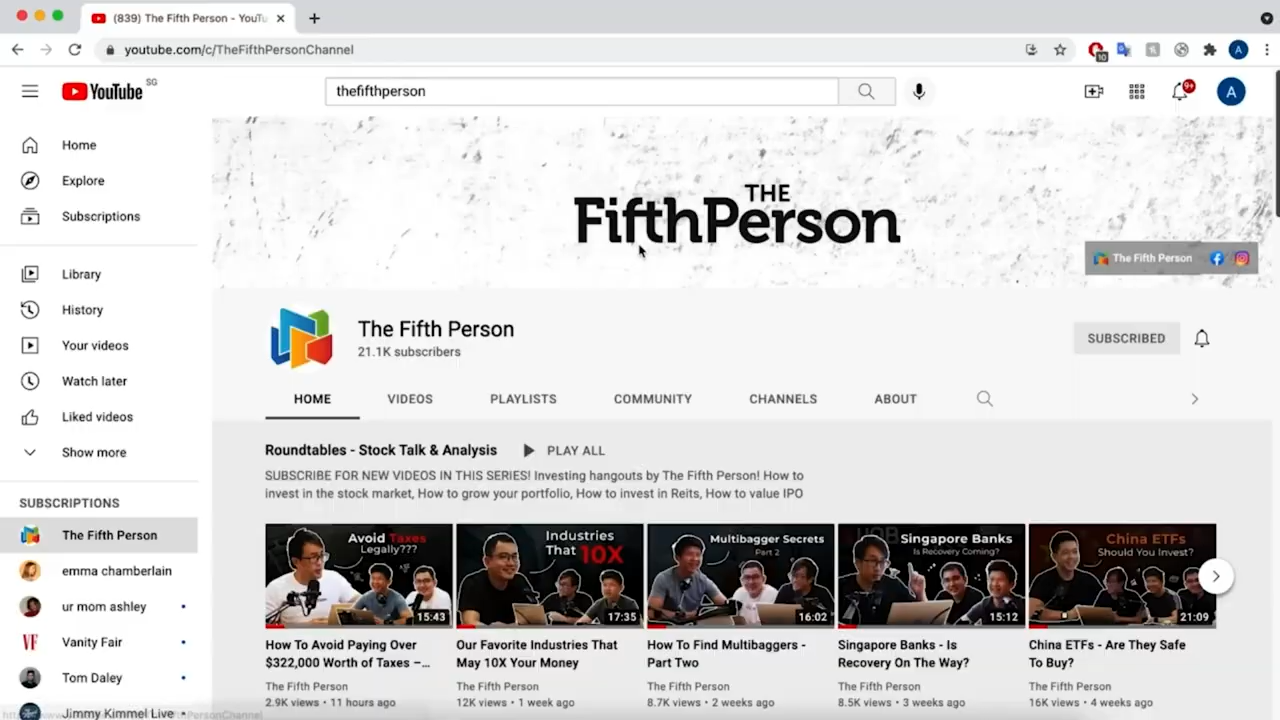 (839) The Fifth Person - YouTu
youtube.com/c/TheFifthPersonChannel
10
A
YouTube SG
thefifthperson
9+
A
Home
Explore
Subscriptions
Library
History
Your videos
Watch later
Liked videos
Show more
SUBSCRIPTIONS
The Fifth Person
emma chamberlain
ur mom ashley
VF
Vanity Fair
Tom Daley
Jimmy Kimmel Live
THE
FifthPerson
The Fifth Person
The Fifth Person
21.1K subscribers
SUBSCRIBED
HOME
VIDEOS
PLAYLISTS
COMMUNITY
CHANNELS
ABOUT
Roundtables - Stock Talk & Analysis
PLAY ALL
SUBSCRIBE FOR NEW VIDEOS IN THIS SERIES! Investing hangouts by The Fifth Person! How to
invest in the stock market, How to grow your portfolio, How to invest in Reits, How to value IPO
Avoid Taxes
Legally???
15:43
How To Avoid Paying Over
$322,000 Worth of Taxes –...
The Fifth Person
2.9K views • 11 hours ago
Industries
That 10X
17:35
Our Favorite Industries That
May 10X Your Money
The Fifth Person
12K views • 1 week ago
Multibagger Secrets
Part 2
16:02
How To Find Multibaggers -
Part Two
The Fifth Person
8.7K views • 2 weeks ago
UOB
Singapore Banks
Is Recovery Coming?
15:12
Singapore Banks - Is
Recovery On The Way?
The Fifth Person
8.5K views • 3 weeks ago
China ETFs
Should You Invest?
21:09
China ETFs - Are They Safe
To Buy?
The Fifth Person
16K views • 4 weeks ago